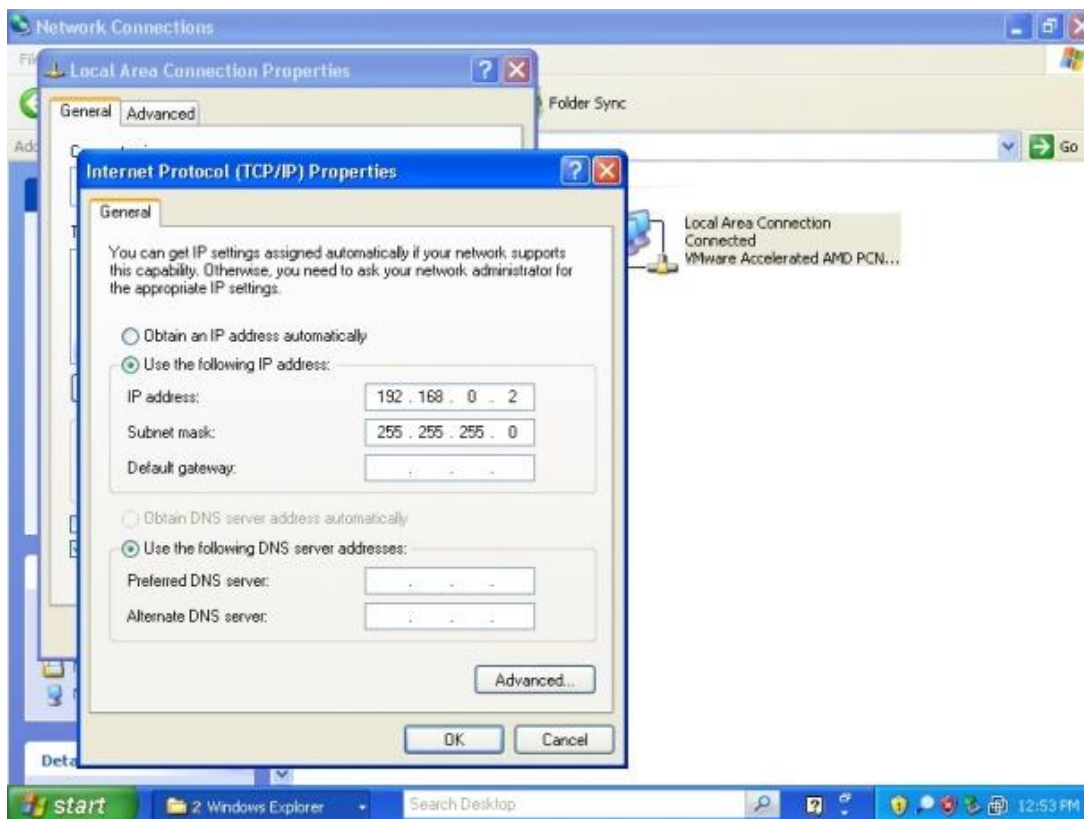 Network Connections
Local Area Connection Properties
General
Advanced
Folder Sync
Go
Internet Protocol (TCP/IP) Properties
General
Local Area Connection
Connected
VMware Accelerated AMD PCN...
You can get IP settings assigned automatically if your network supports
this capability. Otherwise, you need to ask your network administrator for
the appropriate IP settings.
Obtain an IP address automatically
Use the following IP address:
IP address:
192 . 168 . 0 . 2
Subnet mask:
255 . 255 . 255 . 0
Default gateway:
Obtain DNS server address automatically
Use the following DNS server addresses:
Preferred DNS server:
Alternate DNS server:
Advanced...
OK
Cancel
start
2 Windows Explorer
Search Desktop
12:53 PM